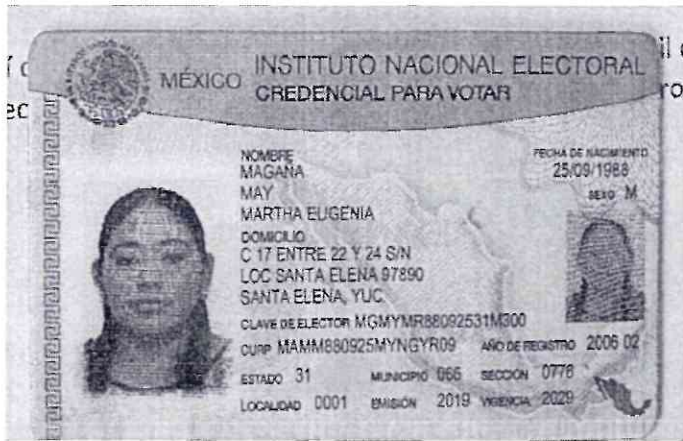 MÉXICO INSTITUTO NACIONAL ELECTORAL
CREDENCIAL PARA VOTAR
NOMBRE
MAGAÑA
MAY
MARTHA EUGENIA
FECHA DE NACIMIENTO
25/09/1988
SEXO M
DOMICILIO
C 17 ENTRE 22 Y 24 S/N
LOC SANTA ELENA 97890
SANTA ELENA, YUC.
CLAVE DE ELECTOR MGMYMR88092531M300
CURP MAMM880925MYNGYR09 AÑO DE REGISTRO 2006 02
ESTADO 31 MUNICIPIO 066 SECCIÓN 0776
LOCALIDAD 0001 EMISIÓN 2019 VIGENCIA 2029